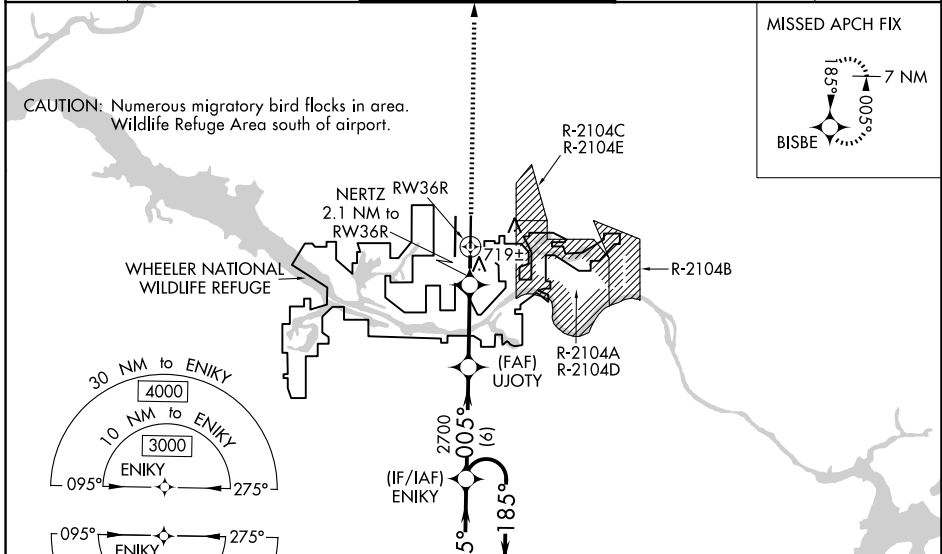 MISSED APCH FIX
185°
7 NM
005°
BISBE
CAUTION: Numerous migratory bird flocks in area.
Wildlife Refuge Area south of airport.
R-2104C
R-2104E
NERTZ
2.1 NM to
RW36R
RW36R
719±
WHEELER NATIONAL
WILDLIFE REFUGE
R-2104B
R-2104A
R-2104D
(FAF)
UJOTY
30 NM to ENIKY
4000
10 NM to ENIKY
3000
ENIKY
095°
275°
2700
005°
(6)
(IF/IAF)
ENIKY
185°
095°
275°
ENIKY
5°